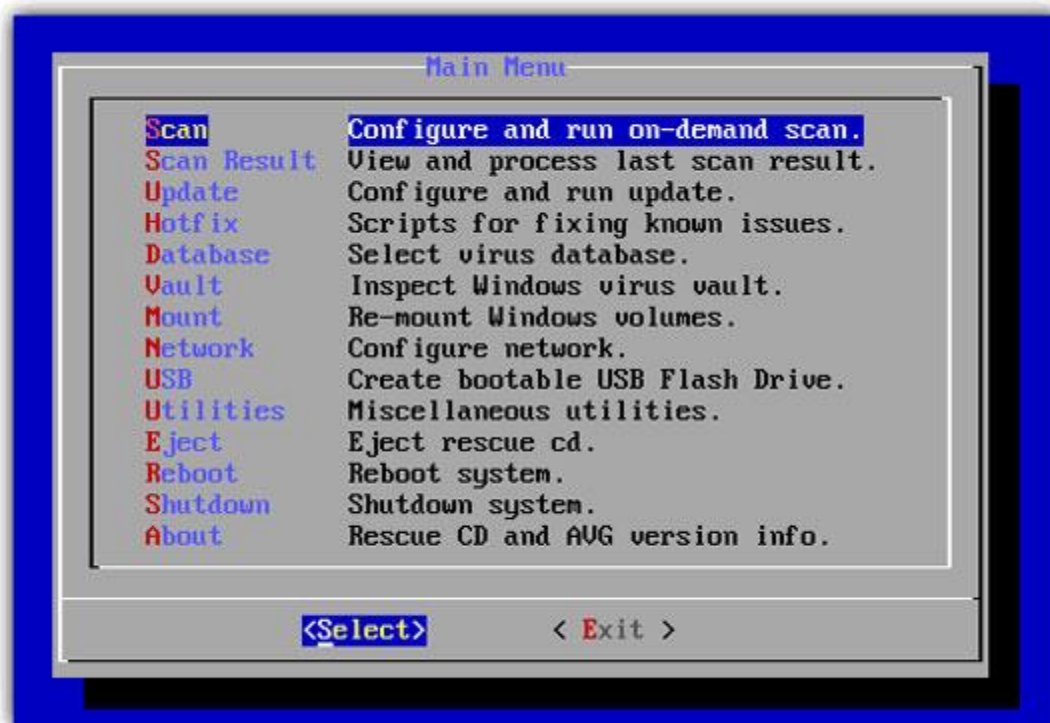 Main Menu
Scan Configure and run on-demand scan.
Scan Result View and process last scan result.
Update Configure and run update.
Hotfix Scripts for fixing known issues.
Database Select virus database.
Vault Inspect Windows virus vault.
Mount Re-mount Windows volumes.
Network Configure network.
USB Create bootable USB Flash Drive.
Utilities Miscellaneous utilities.
Eject Eject rescue cd.
Reboot Reboot system.
Shutdown Shutdown system.
About Rescue CD and AVG version info.
<Select> < Exit >